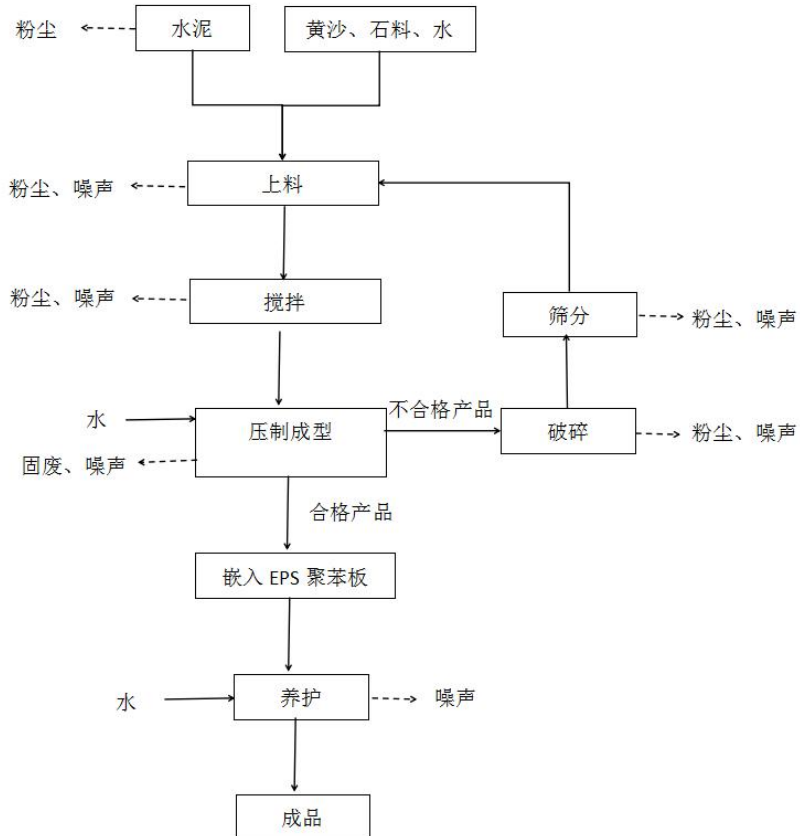 粉尘
水泥
黄沙、石料、水
粉尘、噪声
上料
粉尘、噪声
搅拌
筛分
粉尘、噪声
水
压制成型
不合格产品
破碎
粉尘、噪声
固废、噪声
合格产品
嵌入 EPS 聚苯板
水
养护
噪声
成品